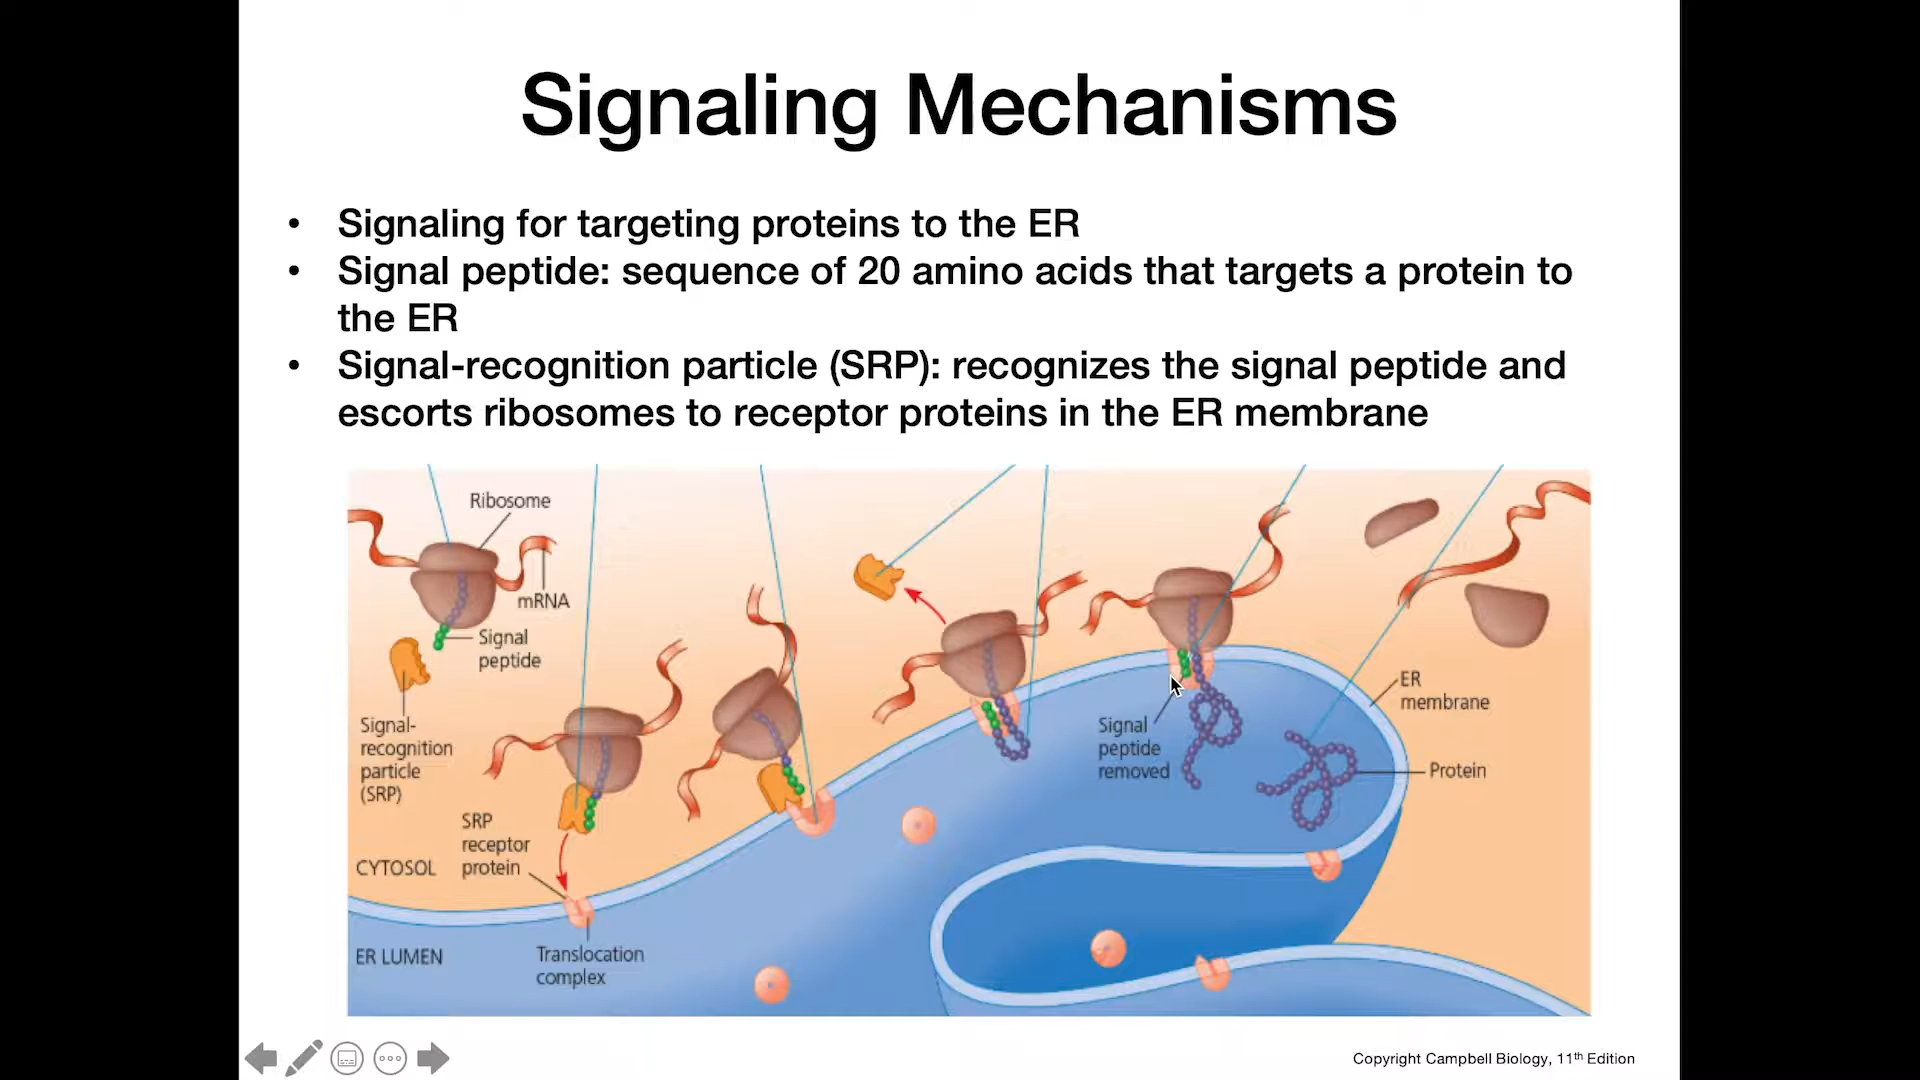 Signaling Mechanisms
• Signaling for targeting proteins to the ER
• Signal peptide: sequence of 20 amino acids that targets a protein to
the ER
• Signal-recognition particle (SRP): recognizes the signal peptide and
escorts ribosomes to receptor proteins in the ER membrane
Ribosome
mRNA
Signal
peptide
Signal-
recognition
particle
(SRP)
SRP
receptor
protein
CYTOSOL
ER LUMEN
Translocation
complex
Signal
peptide
removed
ER
membrane
Protein
Copyright Campbell Biology, 11th Edition